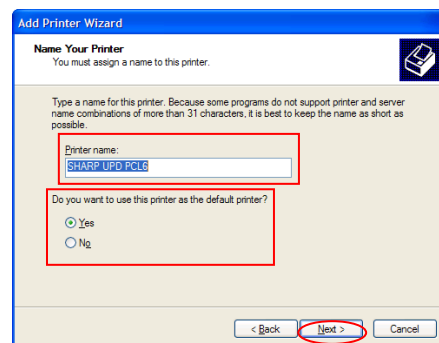 Add Printer Wizard
Name Your Printer
You must assign a name to this printer.
Type a name for this printer. Because some programs do not support printer and server
name combinations of more than 31 characters, it is best to keep the name as short as
possible.
Printer name:
SHARP UPD PCL6
Do you want to use this printer as the default printer?
Yes
No
< Back
Next >
Cancel